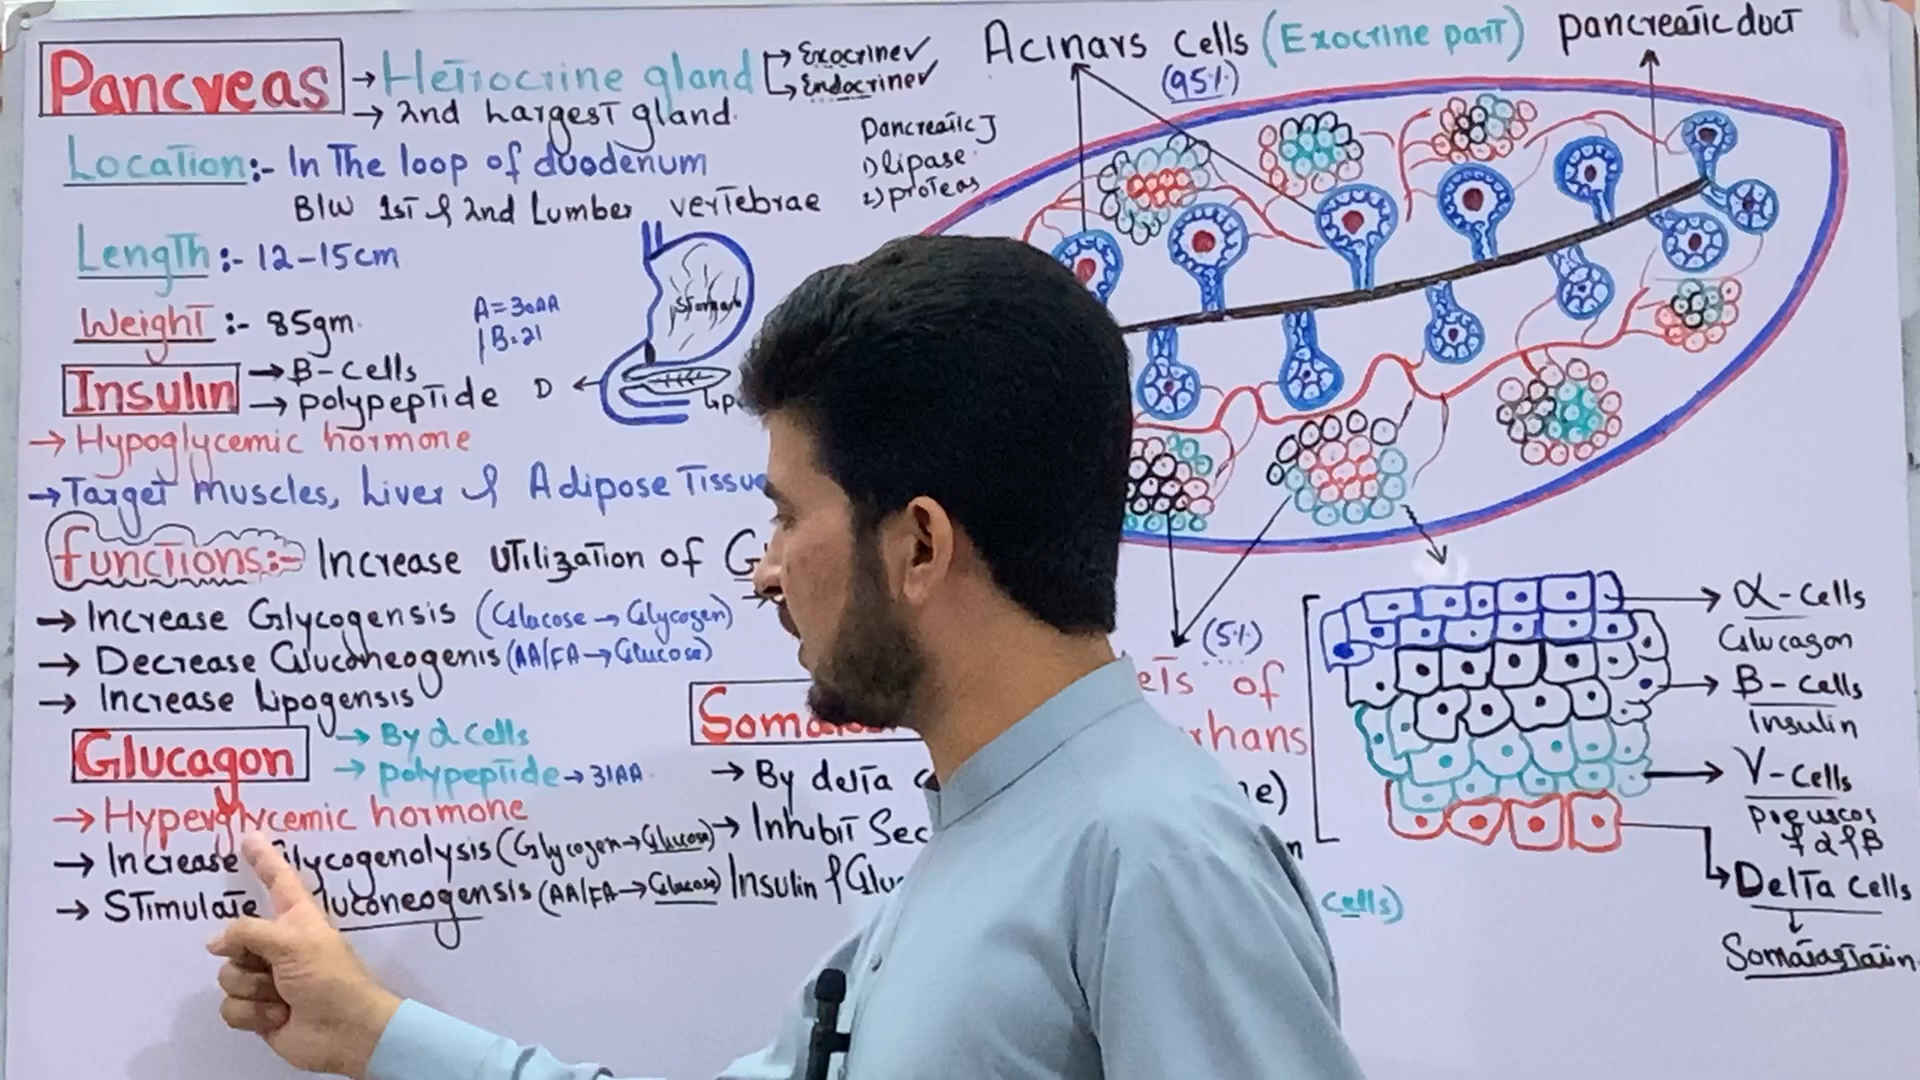 Pancreas → Hetrocrine gland → Exocrine✓
→ Endocrine✓
→ 2nd Largest gland.
Location:- In The loop of duodenum
B/W 1st & 2nd Lumber vertebrae
Length:- 12-15cm
Weight:- 85gm.
A=30AA
B=21
Insulin → B-cells
→ polypeptide
→ Hypoglycemic hormone
→ Target muscles, Liver & Adipose Tissue
Stomach
D
Functions:- Increase utilization of G
→ Increase Glycogensis (Glucose → Glycogen)
→ Decrease Gluconeogenis (AA/FA → Glucose)
→ Increase Lipogensis
Glucagon → By α cells
→ polypeptide → 31AA
→ Hyperglycemic hormone
→ Increase Glycogenolysis (Glycogen → Glucose)
→ Stimulate Gluconeogensis (AA/FA → Glucose)
→ By delta
→ Inhibit Sec
Insulin & Glu
Acinars Cells (Exocrine part)
(95%)
pancreatic duct
Pancreatic J
1) lipase
2) proteas
(5%)
ets of
rhans
e)
n
cells)
α-Cells
Glucagon
B-cells
Insulin
γ-cells
α & B
Delta cells
Somatastatin